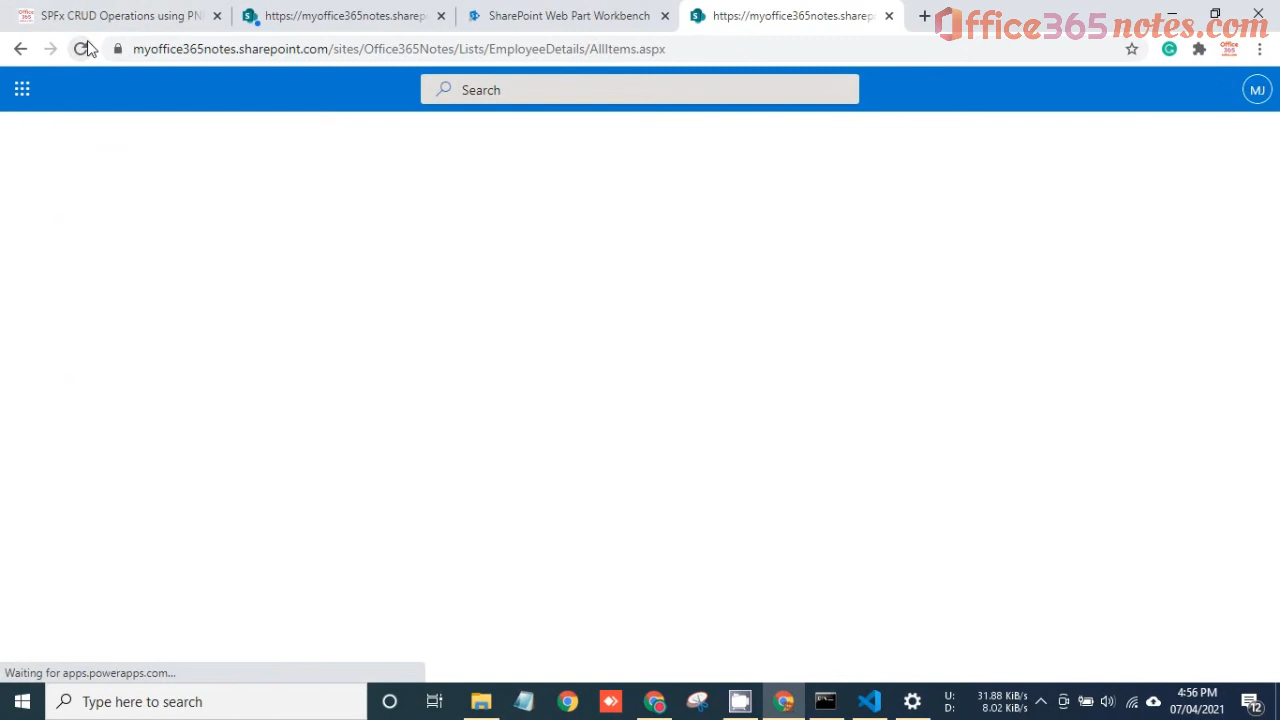 SPFx CRUD Operations using PN
https://myoffice365notes.sharep
SharePoint Web Part Workbench
https://myoffice365notes.sharep
Office365notes.com
myoffice365notes.sharepoint.com/sites/Office365Notes/Lists/EmployeeDetails/AllItems.aspx
Search
MJ
Waiting for apps.powerapps.com...
Type here to search
U: 31.88 KiB/s
D: 8.02 KiB/s
4:56 PM
07/04/2021
12